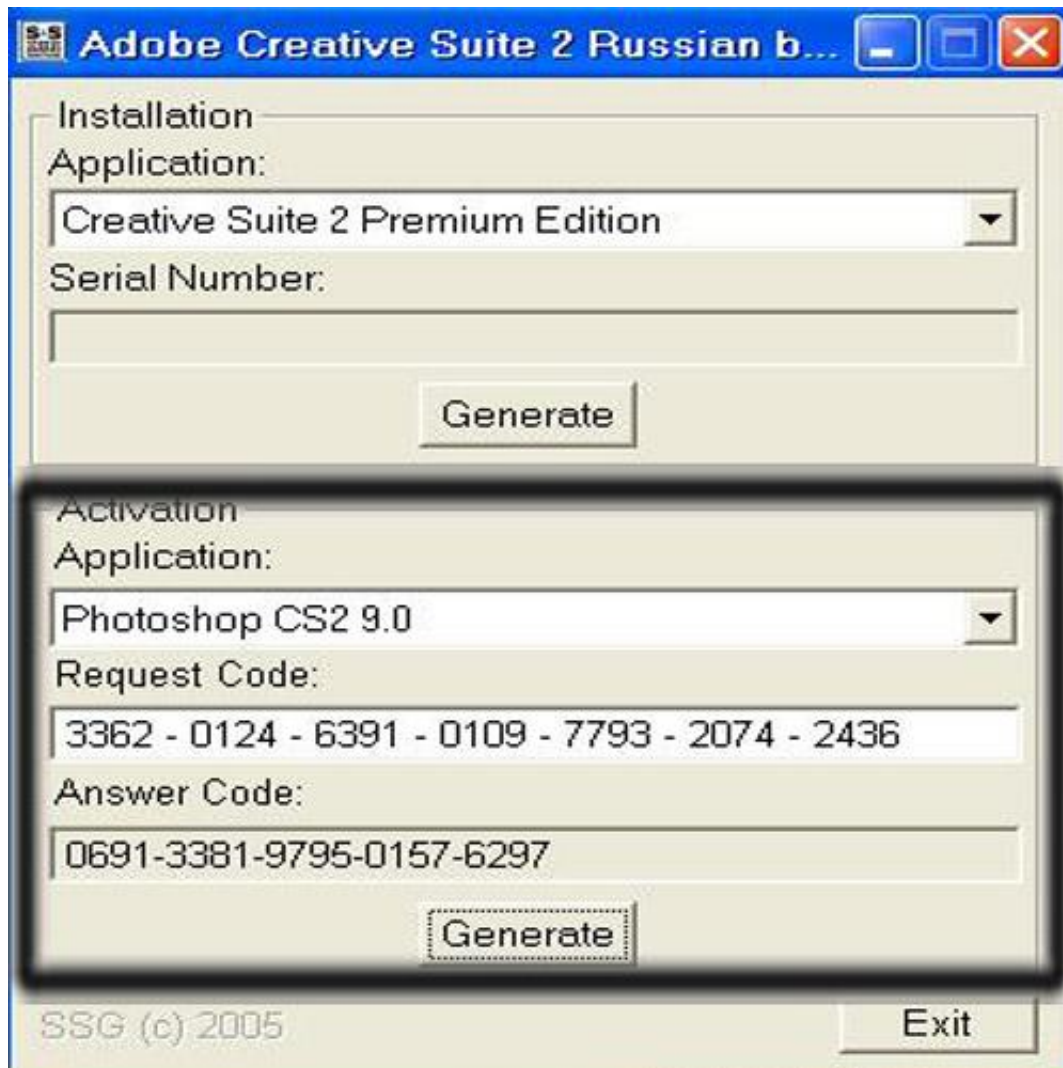 Adobe Creative Suite 2 Russian b...
Installation
Application:
Creative Suite 2 Premium Edition
Serial Number:
Generate
Activation
Application:
Photoshop CS2 9.0
Request Code:
3362 - 0124 - 6391 - 0109 - 7793 - 2074 - 2436
Answer Code:
0691-3381-9795-0157-6297
Generate
SSG (c) 2005
Exit